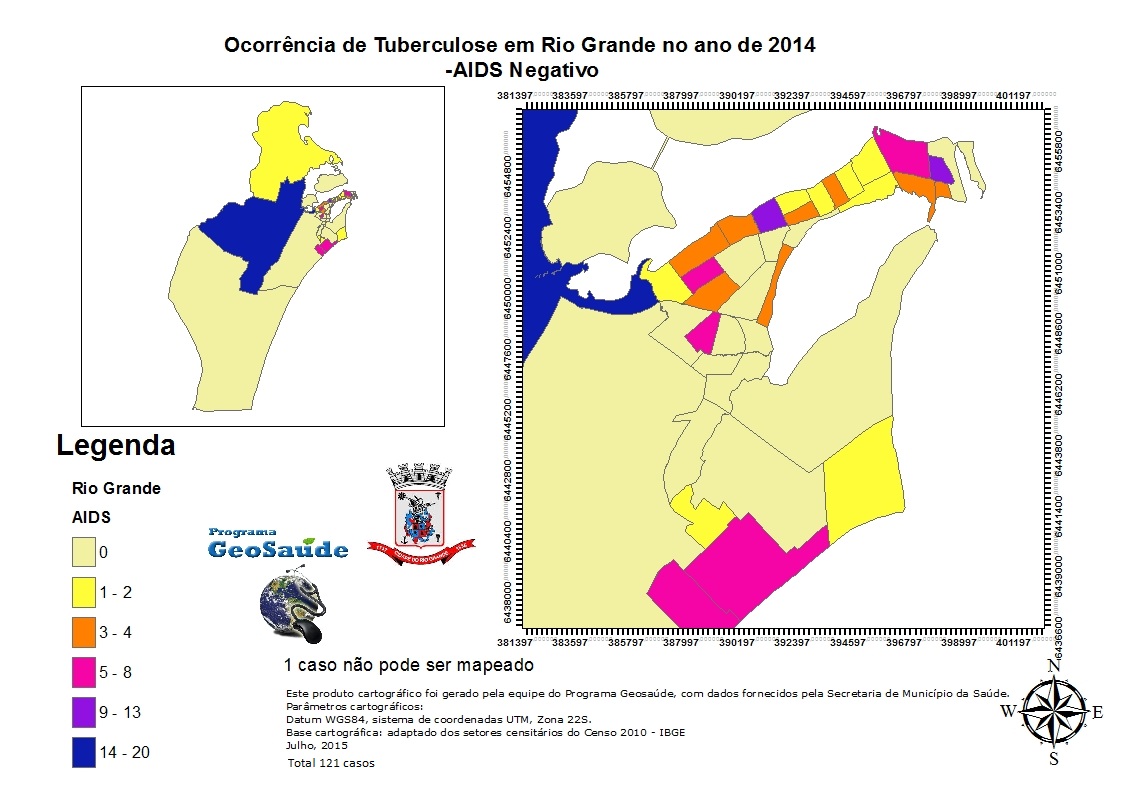 Ocorrência de Tuberculose em Rio Grande no ano de 2014
-AIDS Negativo
381397 383597 385797 387997 390197 392397 394597 396797 398997 401197
6454800 6455800
6452400 6453400
6450000 6451000
6447600 6448600
6445200 6446200
6442800 6443800
6440400 6441400
6438000 6439000
6436600
381397 383597 385797 387997 390197 392397 394597 396797 398997 401197
Legenda
Rio Grande
AIDS
0
1 - 2
3 - 4
5 - 8
9 - 13
14 - 20
Programa
GeoSaúde
CIDADE DO RIO GRANDE
1 caso não pode ser mapeado
Este produto cartográfico foi gerado pela equipe do Programa Geosaúde, com dados fornecidos pela Secretaria de Município da Saúde.
Parâmetros cartográficos:
Datum WGS84, sistema de coordenadas UTM, Zona 22S.
Base cartográfica: adaptado dos setores censitários do Censo 2010 - IBGE
Julho, 2015
Total 121 casos
N
W E
S